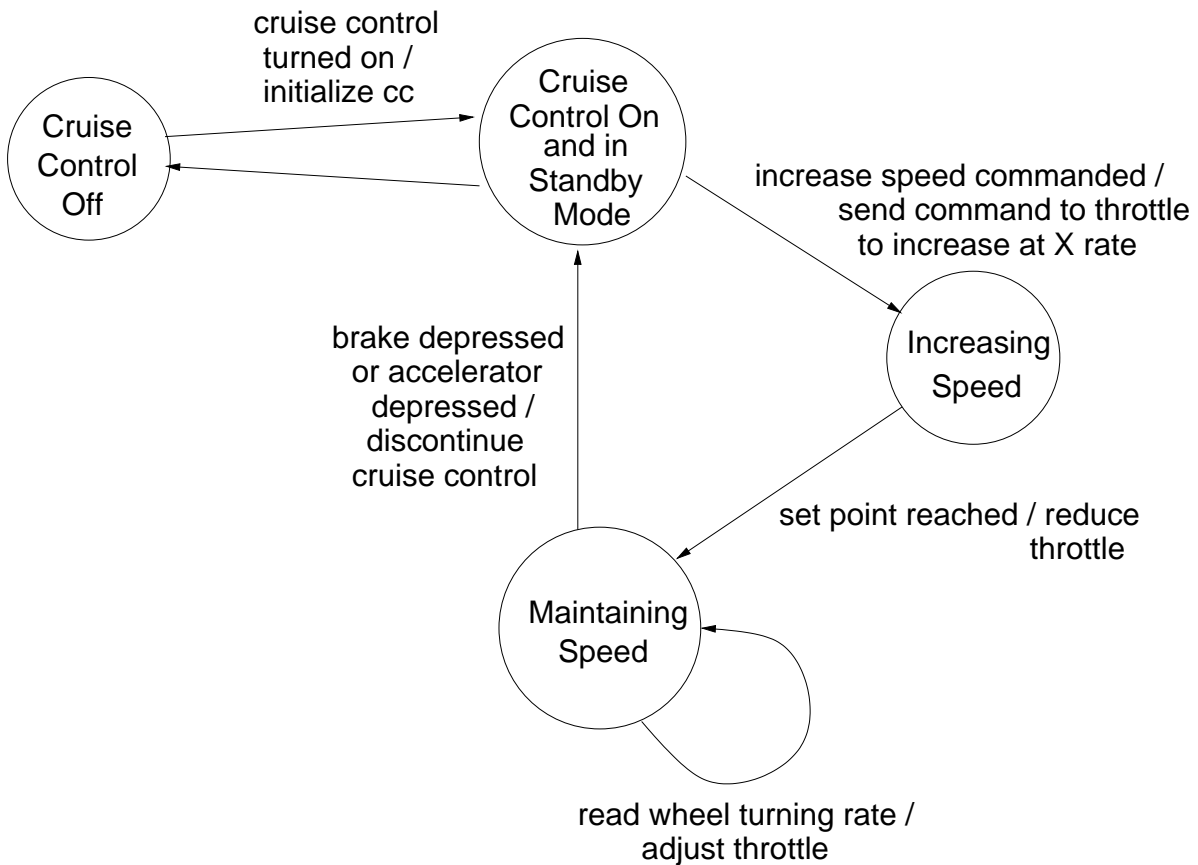 cruise control
turned on /
initialize cc
Cruise
Control
Off
Cruise
Control On
and in
Standby
Mode
increase speed commanded /
send command to throttle
to increase at X rate
brake depressed
or accelerator
depressed /
discontinue
cruise control
Increasing
Speed
set point reached / reduce
throttle
Maintaining
Speed
read wheel turning rate /
adjust throttle